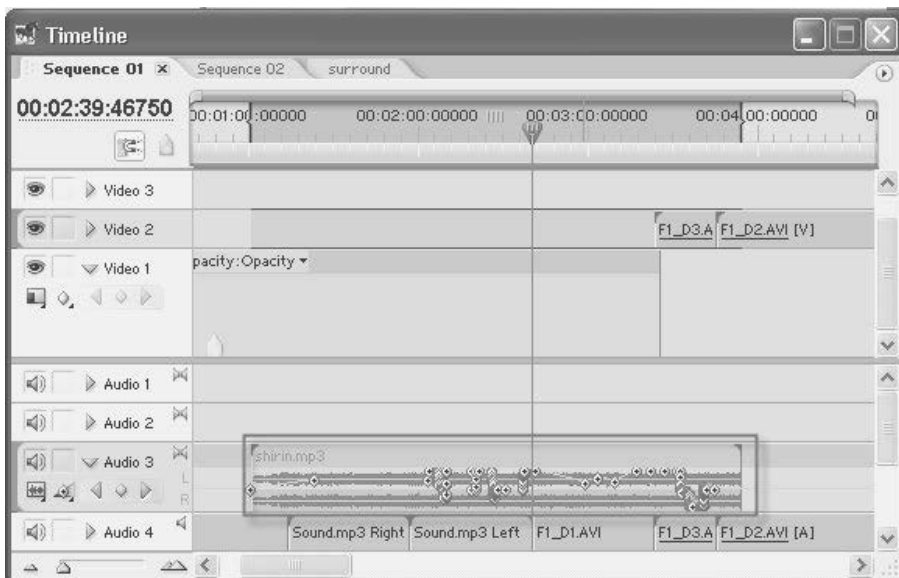 Timeline
Sequence 01 Sequence 02 surround
00:02:39:46750
00:01:00:00000 00:02:00:00000 00:03:00:00000 00:04:00:00000
Video 3
Video 2 F1_D3.A F1_D2.AVI [V]
Video 1 pacity:Opacity
Audio 1
Audio 2
Audio 3 shirin.mp3
L
R
Audio 4 Sound.mp3 Right Sound.mp3 Left F1_D1.AVI F1_D3.A F1_D2.AVI [A]